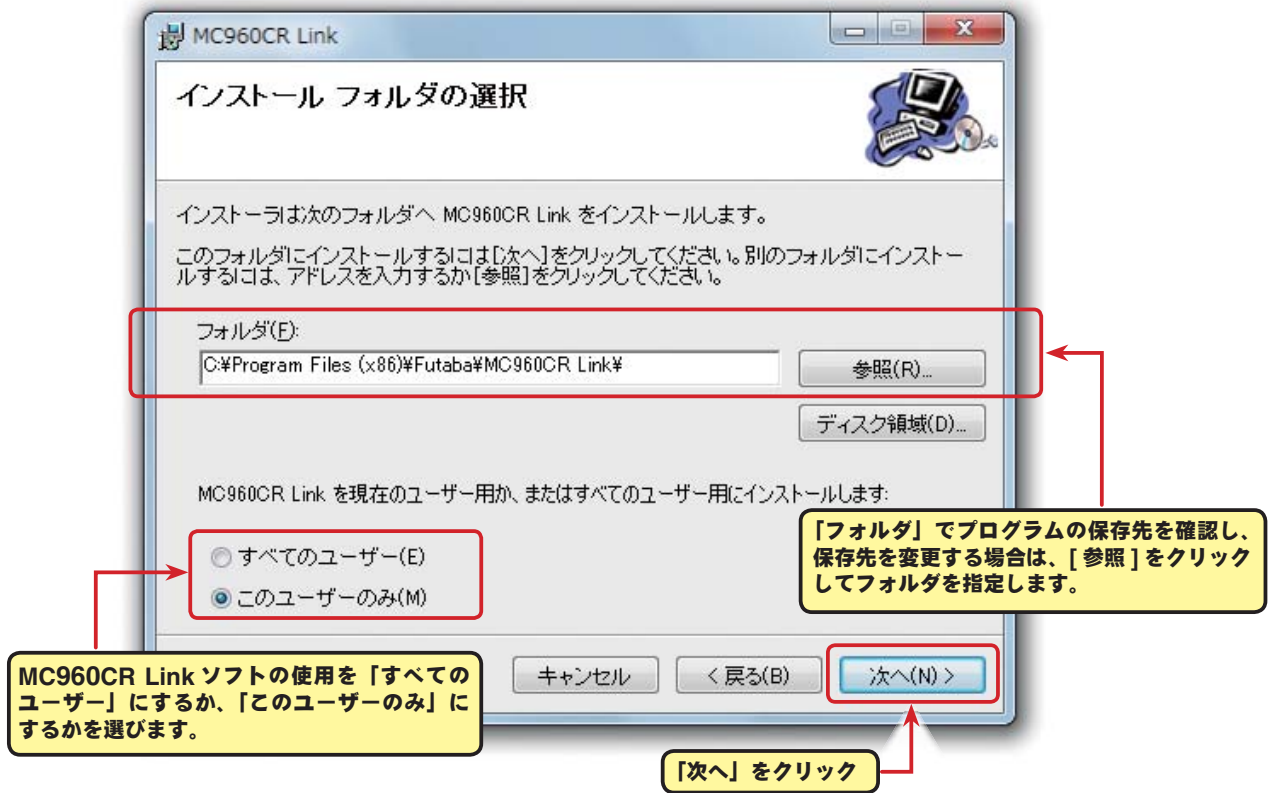 MC960CR Link
インストール フォルダの選択
インストーラは次のフォルダへ MC960CR Link をインストールします。
このフォルダにインストールするには[次へ]をクリックしてください。別のフォルダにインストー
ルするには、アドレスを入力するか[参照]をクリックしてください。
フォルダ(F):
C:¥Program Files (x86)¥Futaba¥MC960CR Link¥
参照(R)...
ディスク領域(D)...
MC960CR Link を現在のユーザー用か、またはすべてのユーザー用にインストールします:
「フォルダ」でプログラムの保存先を確認し、
保存先を変更する場合は、[ 参照 ] をクリック
してフォルダを指定します。
すべてのユーザー(E)
このユーザーのみ(M)
MC960CR Link ソフトの使用を「すべての
ユーザー」にするか、「このユーザーのみ」に
するかを選びます。
キャンセル
< 戻る(B)
次へ(N) >
「次へ」をクリック